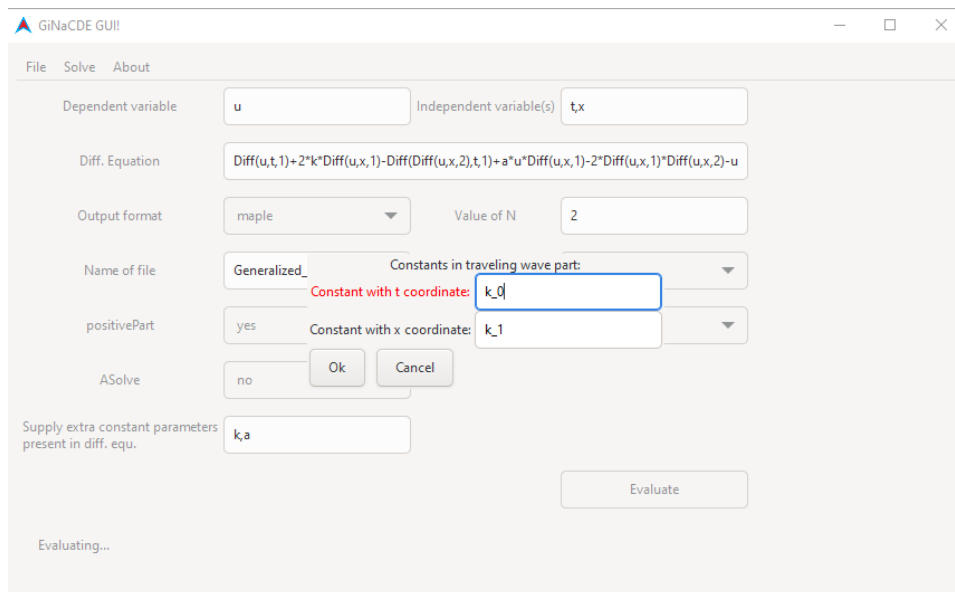 GiNaCDE GUI!
File Solve About
Dependent variable u Independent variable(s) t,x
Diff. Equation Diff(u,t,1)+2*k*Diff(u,x,1)-Diff(Diff(u,x,2),t,1)+a*u*Diff(u,x,1)-2*Diff(u,x,1)*Diff(u,x,2)-u
Output format maple Value of N 2
Name of file Generalized_
Constants in traveling wave part:
Constant with t coordinate: k_0
positivePart yes
Constant with x coordinate: k_1
Ok Cancel
ASolve no
Supply extra constant parameters
present in diff. equ. k,a
Evaluate
Evaluating...